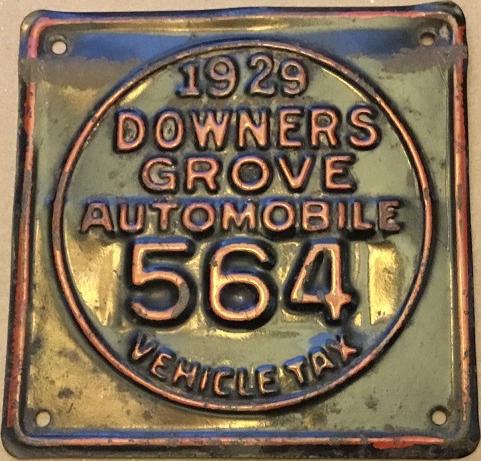 1929
DOWNERS
GROVE
AUTOMOBILE
564
VEHICLE TAX